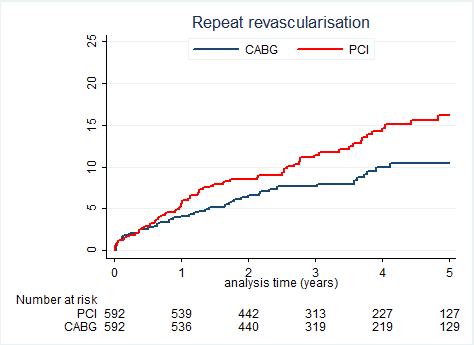 Repeat revascularisation
CABG PCI
25
20
15
10
5
0
0 1 2 3 4 5
analysis time (years)
Number at risk
PCI 592 539 442 313 227 127
CABG 592 536 440 319 219 129